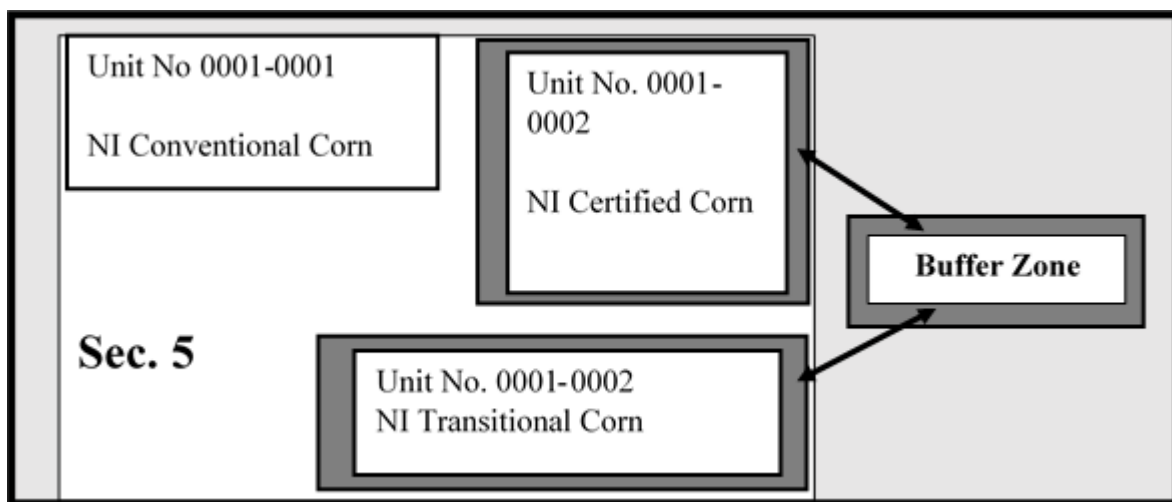 Unit No 0001-0001
NI Conventional Corn
Unit No. 0001-
0002
NI Certified Corn
Buffer Zone
Sec. 5
Unit No. 0001-0002
NI Transitional Corn